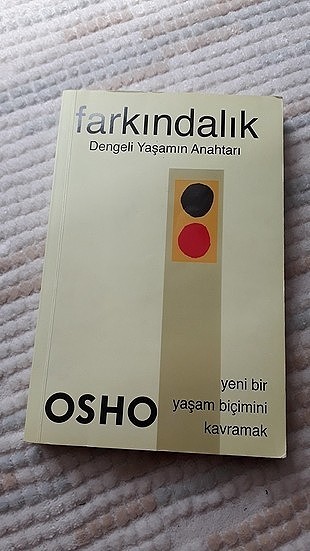 farkındalık
Dengeli Yaşamın Anahtarı
yeni bir
yaşam biçimini
kavramak
OSHO